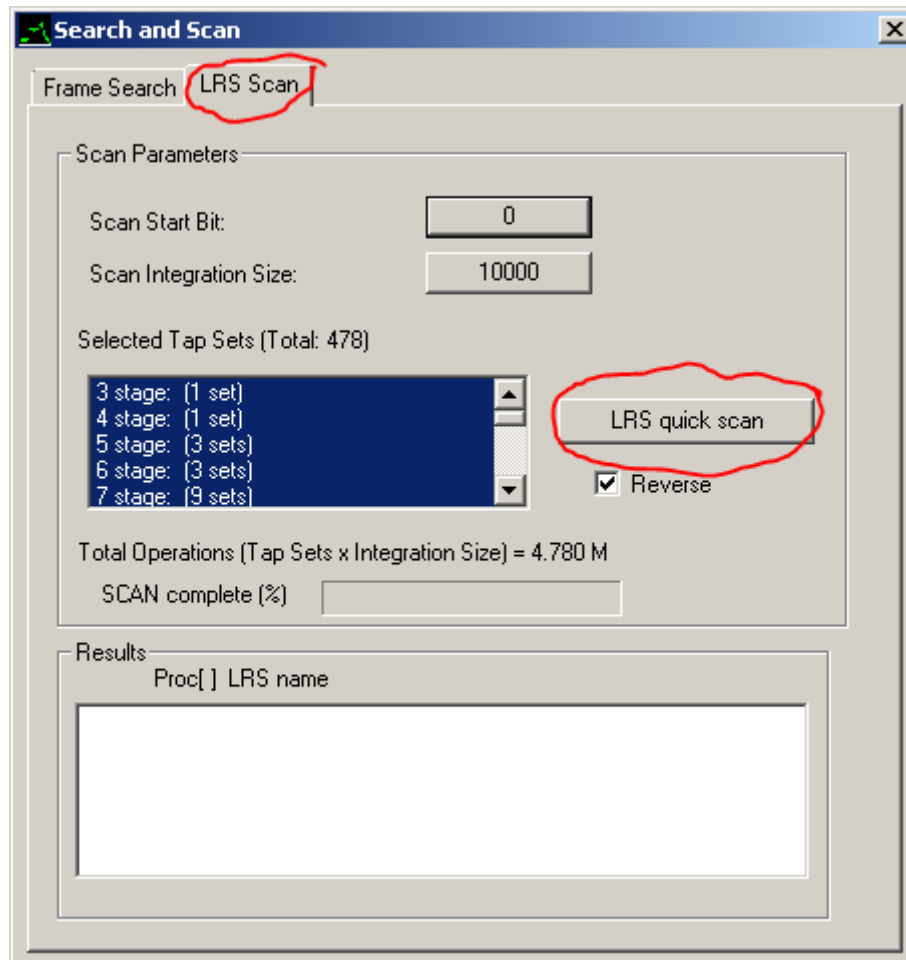 Search and Scan
Frame Search LRS Scan
Scan Parameters
Scan Start Bit: 0
Scan Integration Size: 10000
Selected Tap Sets (Total: 478)
3 stage: (1 set)
4 stage: (1 set)
5 stage: (3 sets)
6 stage: (3 sets)
7 stage: (9 sets)
LRS quick scan
Reverse
Total Operations (Tap Sets x Integration Size) = 4.780 M
SCAN complete (%)
Results
Proc[ ] LRS name